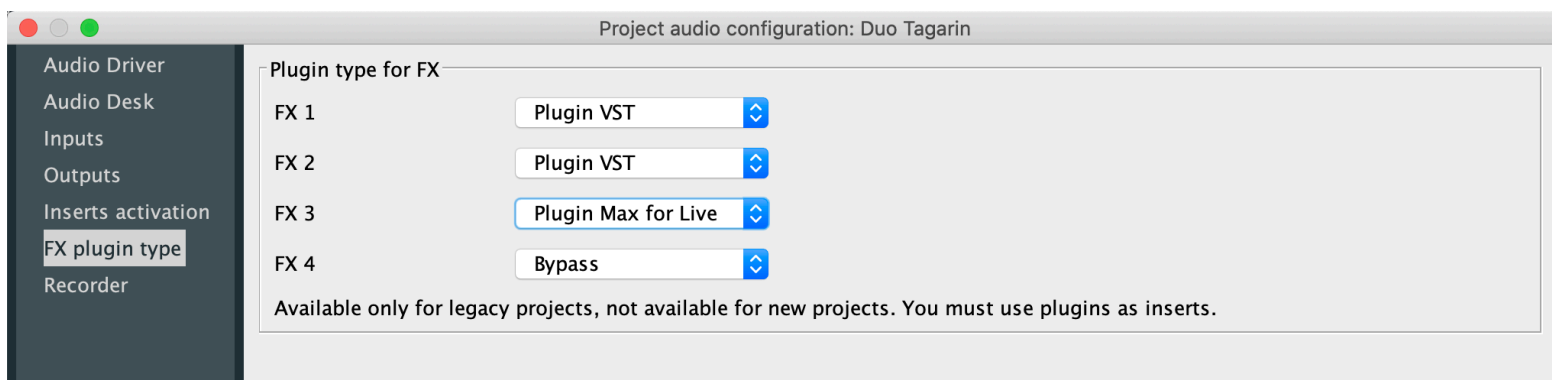 Project audio configuration: Duo Tagarin
Audio Driver
Audio Desk
Inputs
Outputs
Inserts activation
FX plugin type
Recorder
Plugin type for FX
FX 1 Plugin VST
FX 2 Plugin VST
FX 3 Plugin Max for Live
FX 4 Bypass
Available only for legacy projects, not available for new projects. You must use plugins as inserts.